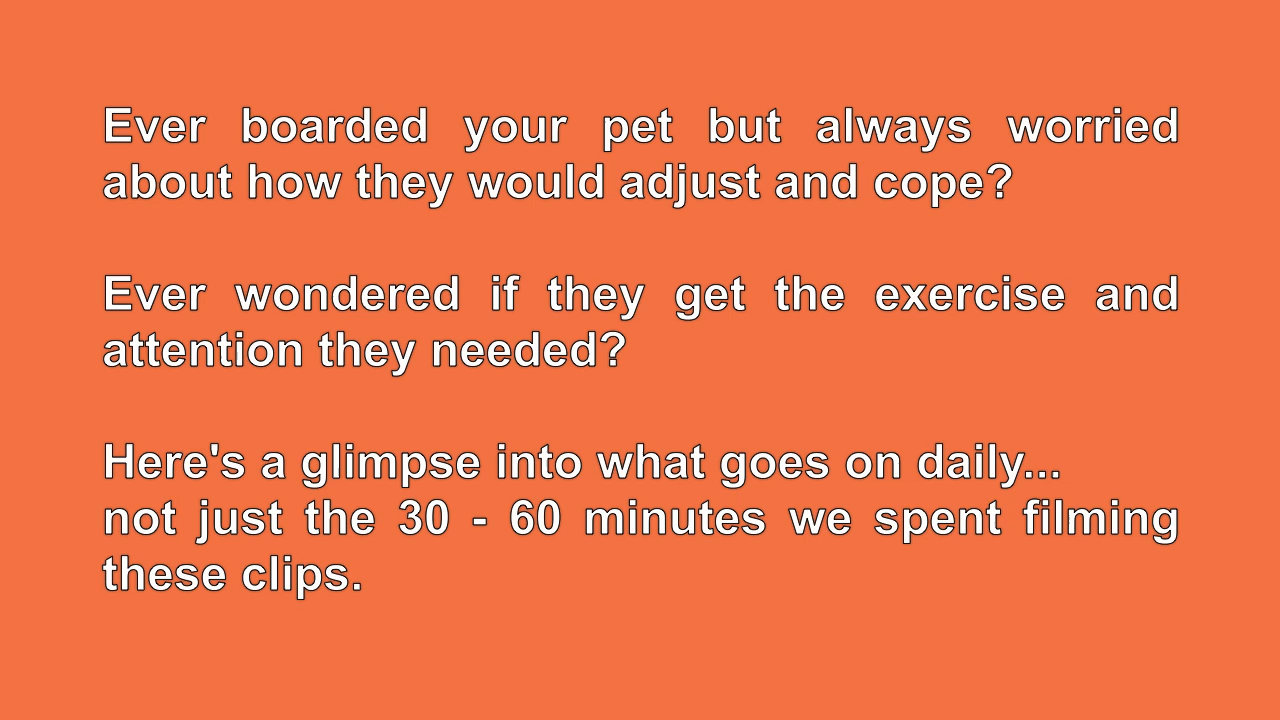 Ever boarded your pet but always worried
about how they would adjust and cope?
Ever wondered if they get the exercise and
attention they needed?
Here's a glimpse into what goes on daily...
not just the 30 - 60 minutes we spent filming
these clips.